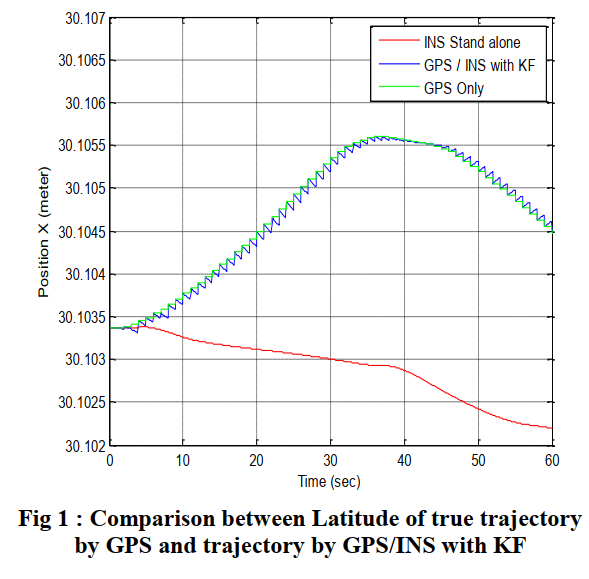 30.107
30.1065
30.106
30.1055
30.105
30.1045
30.104
30.1035
30.103
30.1025
30.102
Position X (meter)
INS Stand alone
GPS / INS with KF
GPS Only
0 10 20 30 40 50 60
Time (sec)
Fig 1 : Comparison between Latitude of true trajectory
by GPS and trajectory by GPS/INS with KF